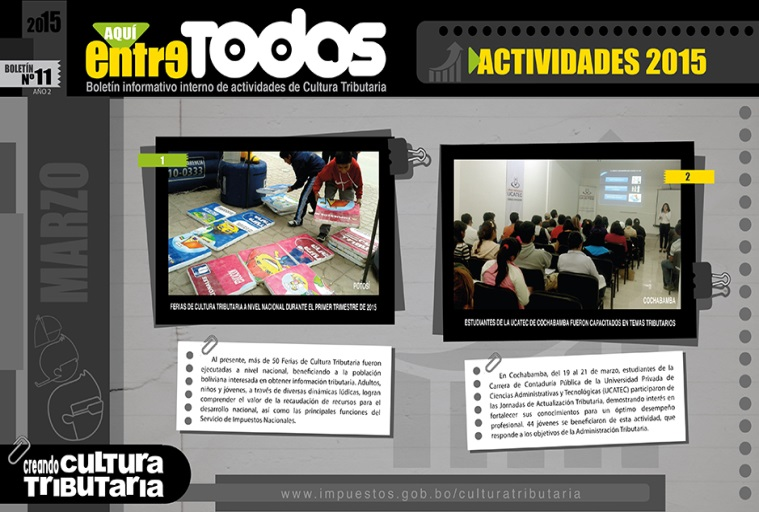 2015
BOLETÍN
Nº 11
AÑO 2
AQUÍ
entre TODOS
Boletín informativo interno de actividades de Cultura Tributaria
ACTIVIDADES 2015
MARZO
1
10-0333
POTOSÍ
FERIAS DE CULTURA TRIBUTARIA A NIVEL NACIONAL DURANTE EL PRIMER TRIMESTRE DE 2015
2
UCATEC
COCHABAMBA
ESTUDIANTES DE LA UCATEC DE COCHABAMBA FUERON CAPACITADOS EN TEMAS TRIBUTARIOS
Al presente, más de 50 Ferias de Cultura Tributaria fueron
ejecutadas a nivel nacional, beneficiando a la población
boliviana interesada en obtener información tributaria. Adultos,
niños y jóvenes, a través de diversas dinámicas lúdicas, logran
comprender el valor de la recaudación de recursos para el
desarrollo nacional, así como las principales funciones del
Servicio de Impuestos Nacionales.
En Cochabamba, del 19 al 21 de marzo, estudiantes de la
Carrera de Contaduría Pública de la Universidad Privada de
Ciencias Administrativas y Tecnológicas (UCATEC) participaron de
las Jornadas de Actualización Tributaria, demostrando interés en
fortalecer sus conocimientos para un óptimo desempeño
profesional. 44 jóvenes se beneficiaron de esta actividad, que
responde a los objetivos de la Administración Tributaria.
creando CULTURA
TRIBUTARIA
www.impuestos.gob.bo/culturatributaria